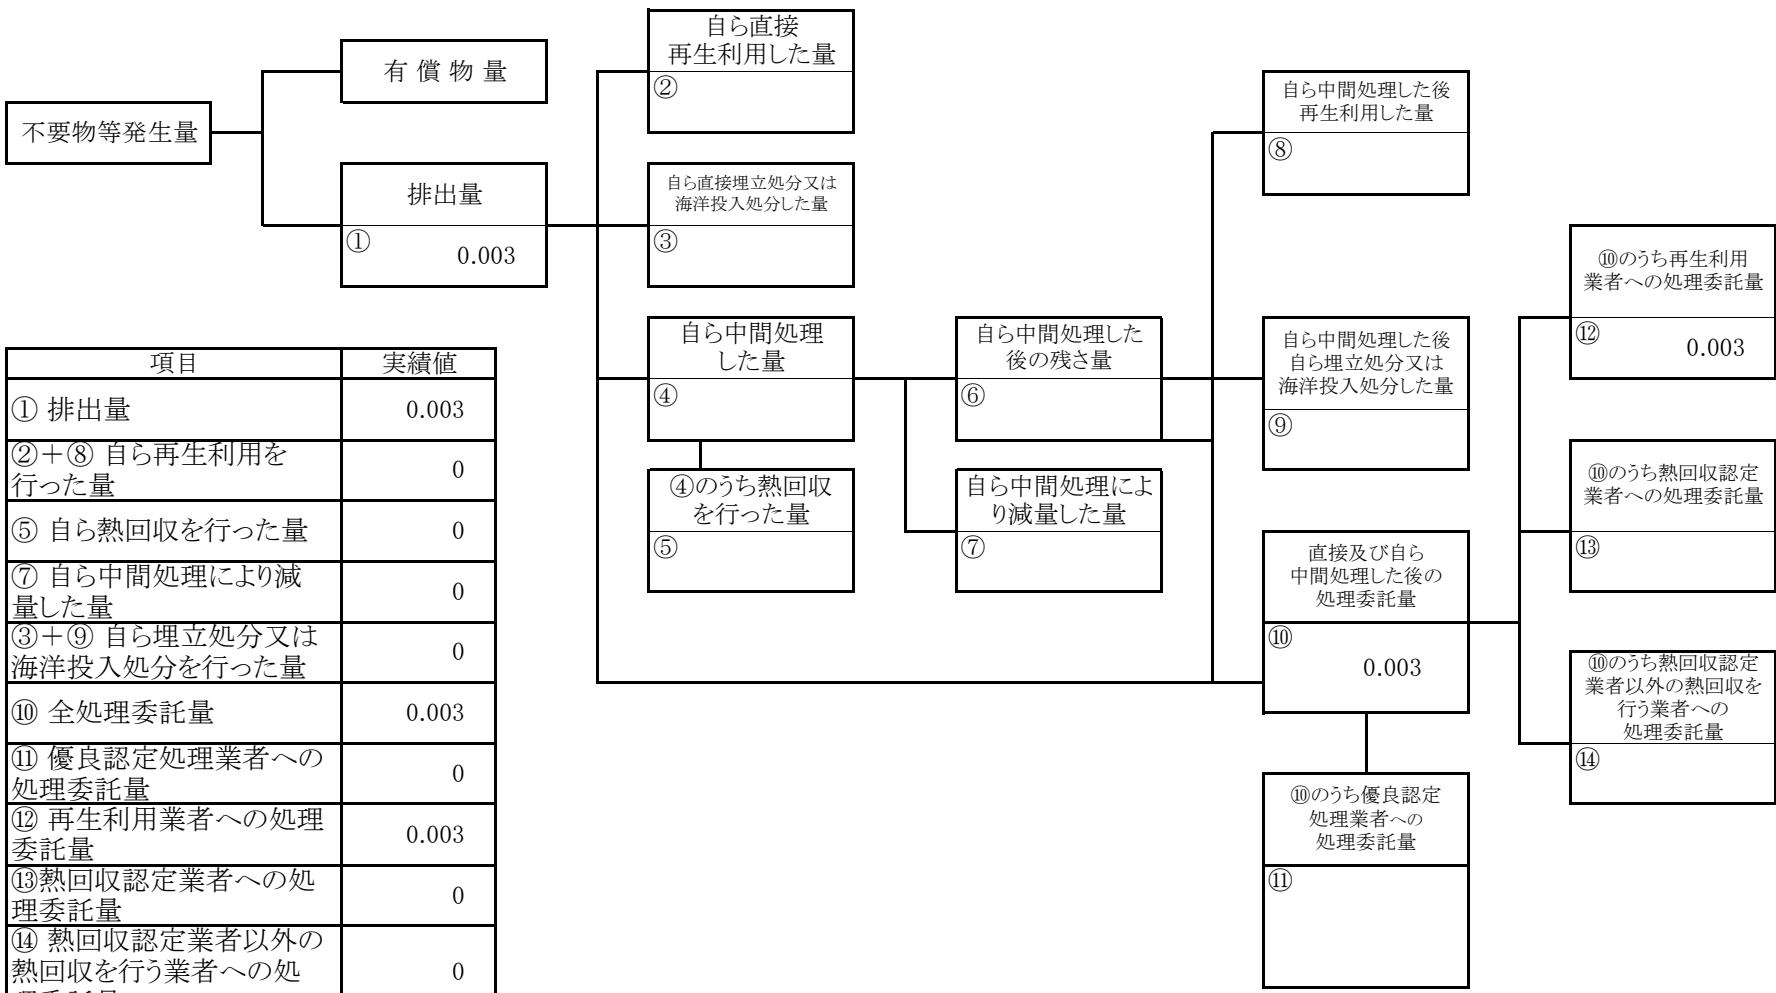 不要物等発生量
有 償 物 量
排出量
①
0.003
自ら直接
再生利用した量
②
自ら直接埋立処分又は
海洋投入処分した量
③
自ら中間処理
した量
④
④のうち熱回収
を行った量
⑤
自ら中間処理した
後の残さ量
⑥
自ら中間処理によ
り減量した量
⑦
自ら中間処理した後
再生利用した量
⑧
自ら中間処理した後
自ら埋立処分又は
海洋投入処分した量
⑨
直接及び自ら
中間処理した後の
処理委託量
⑩
0.003
⑩のうち優良認定
処理業者への
処理委託量
⑪
⑩のうち再生利用
業者への処理委託量
⑫
0.003
⑩のうち熱回収認定
業者への処理委託量
⑬
⑩のうち熱回収認定
業者以外の熱回収を
行う業者への
処理委託量
⑭
項目 実績値
① 排出量 0.003
②＋⑧ 自ら再生利用を
行った量 0
⑤ 自ら熱回収を行った量 0
⑦ 自ら中間処理により減
量した量 0
③＋⑨ 自ら埋立処分又は
海洋投入処分を行った量 0
⑩ 全処理委託量 0.003
⑪ 優良認定処理業者への
処理委託量 0
⑫ 再生利用業者への処理
委託量 0.003
⑬熱回収認定業者への処
理委託量 0
⑭ 熱回収認定業者以外の
熱回収を行う業者への処 0